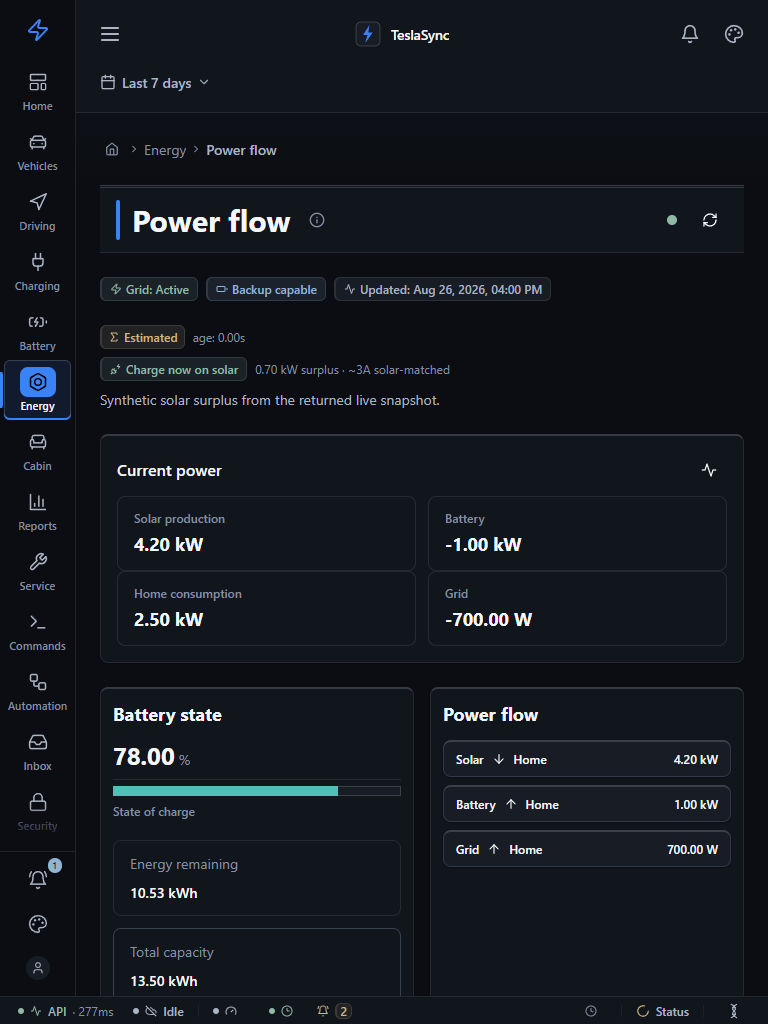 TeslaSync
Last 7 days
Home
Vehicles
Driving
Charging
Battery
Energy
Cabin
Reports
Service
Commands
Automation
Inbox
Security
1
Energy
Power flow
Power flow
Grid: Active
Backup capable
Updated: Aug 26, 2026, 04:00 PM
Estimated
age: 0.00s
Charge now on solar
0.70 kW surplus · ~3A solar-matched
Synthetic solar surplus from the returned live snapshot.
Current power
Solar production
4.20 kW
Battery
-1.00 kW
Home consumption
2.50 kW
Grid
-700.00 W
Battery state
78.00 %
State of charge
Energy remaining
10.53 kWh
Total capacity
13.50 kWh
Power flow
Solar ↓ Home 4.20 kW
Battery ↑ Home 1.00 kW
Grid ↑ Home 700.00 W
API · 277ms
Idle
2
Status